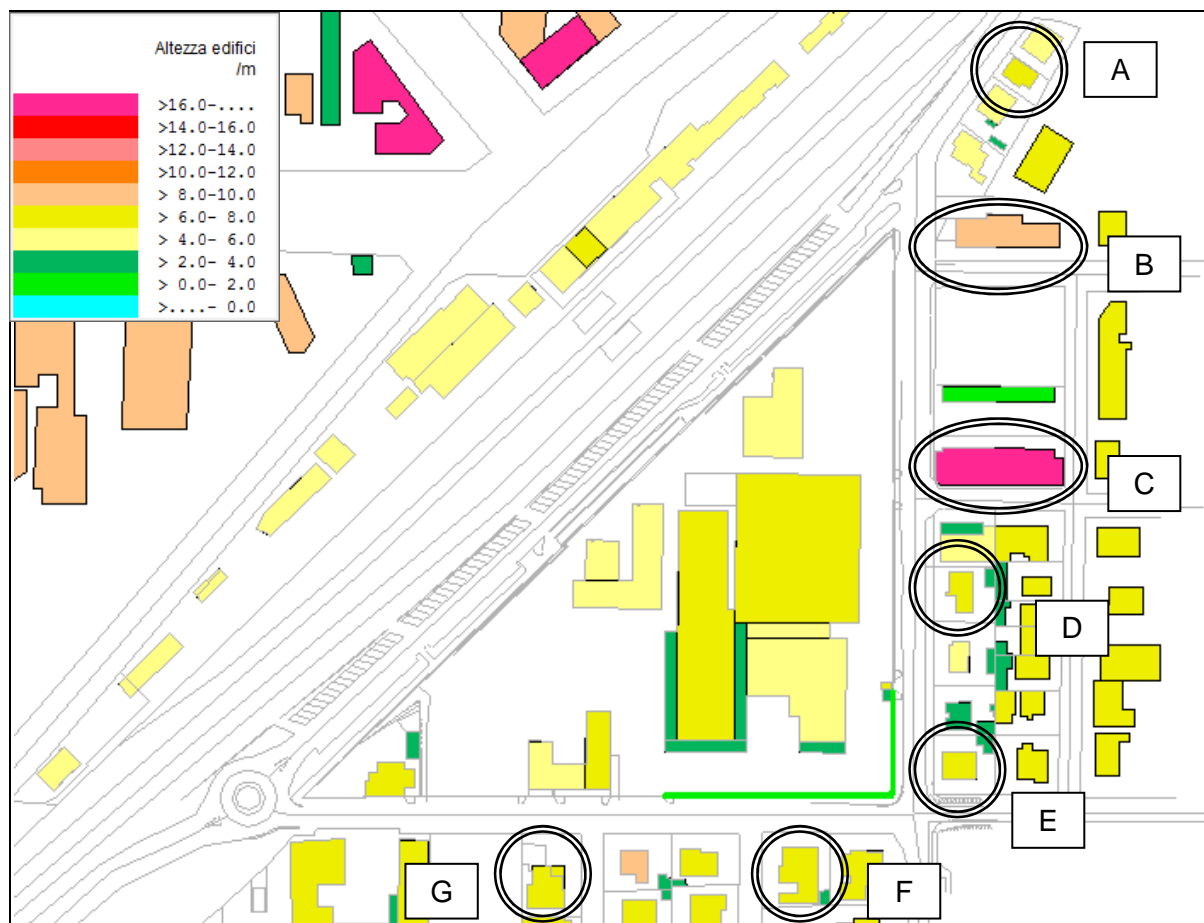 Altezza edifici
/m
>16.0-....
>14.0-16.0
>12.0-14.0
>10.0-12.0
> 8.0-10.0
> 6.0- 8.0
> 4.0- 6.0
> 2.0- 4.0
> 0.0- 2.0
>....- 0.0
A
B
C
D
E
F
G